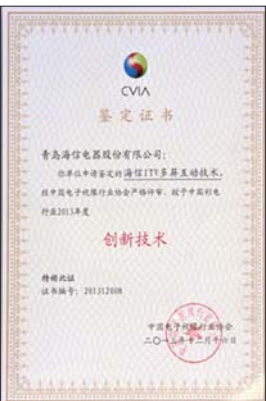 CVIA
鉴定证书
青岛海信电器股份有限公司:
你单位申请鉴定的海信ITV多屏互动技术,
经中国电子视像行业协会严格评审,授予中国彩电
行业2013年度
创新技术
特颁此证
证书编号:201312008
中国电子视像行业协会
二〇一三年十二月十六日